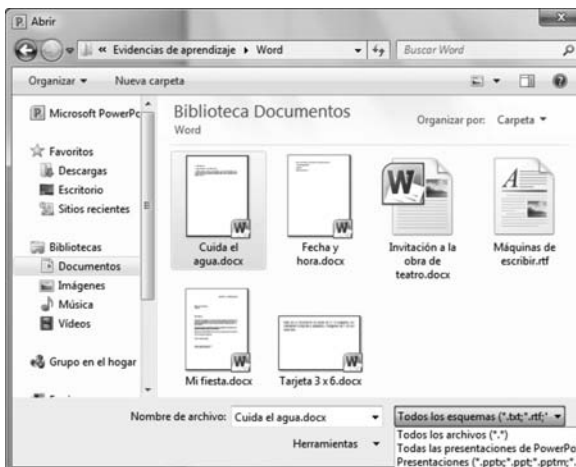 Abrir
« Evidencias de aprendizaje ▸ Word
Buscar Word
Organizar ▾ Nueva carpeta
Microsoft PowerPo
Favoritos
Descargas
Escritorio
Sitios recientes
Bibliotecas
Documentos
Imágenes
Música
Vídeos
Grupo en el hogar
Biblioteca Documentos
Word
Organizar por: Carpeta ▾
Cuida el
agua.docx
Fecha y
hora.docx
Invitación a la
obra de
teatro.docx
Máquinas de
escribir.rtf
Mi fiesta.docx
Tarjeta 3 x 6.docx
Nombre de archivo: Cuida el agua.docx
Todos los esquemas (*.txt;*.rtf;*
Herramientas ▾
Todos los archivos (*.*)
Todas las presentaciones de PowerPo
Presentaciones (*.pptx;*.ppt;*.pptm;*.